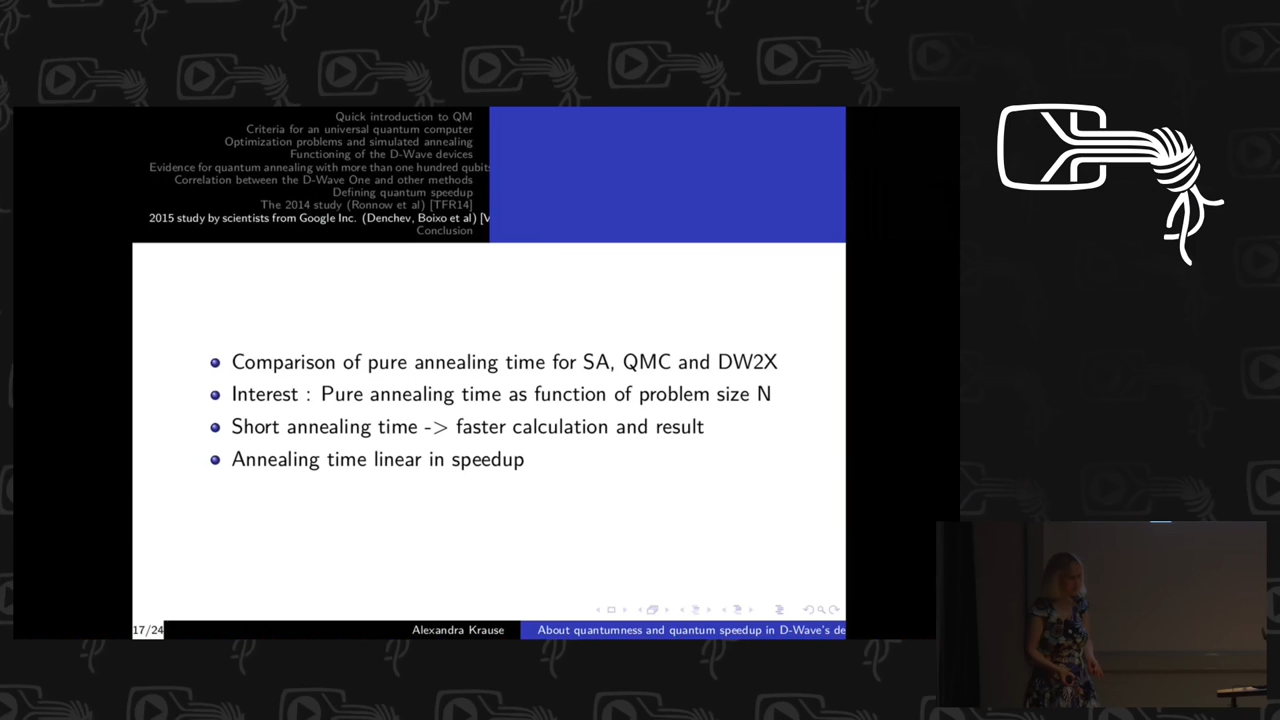 Quick introduction to QM
Criteria for an universal quantum computer
Optimization problems and simulated annealing
Functioning of the D-Wave devices
Evidence for quantum annealing with more than one hundred qubits
Correlation between the D-Wave One and other methods
Defining quantum speedup
The 2014 study (Ronnow et al) [TFR14]
2015 study by scientists from Google Inc. (Denchev, Boixo et al) [V
Conclusion
Comparison of pure annealing time for SA, QMC and DW2X
Interest : Pure annealing time as function of problem size N
Short annealing time -> faster calculation and result
Annealing time linear in speedup
17/24
Alexandra Krause
About quantumness and quantum speedup in D-Wave's de